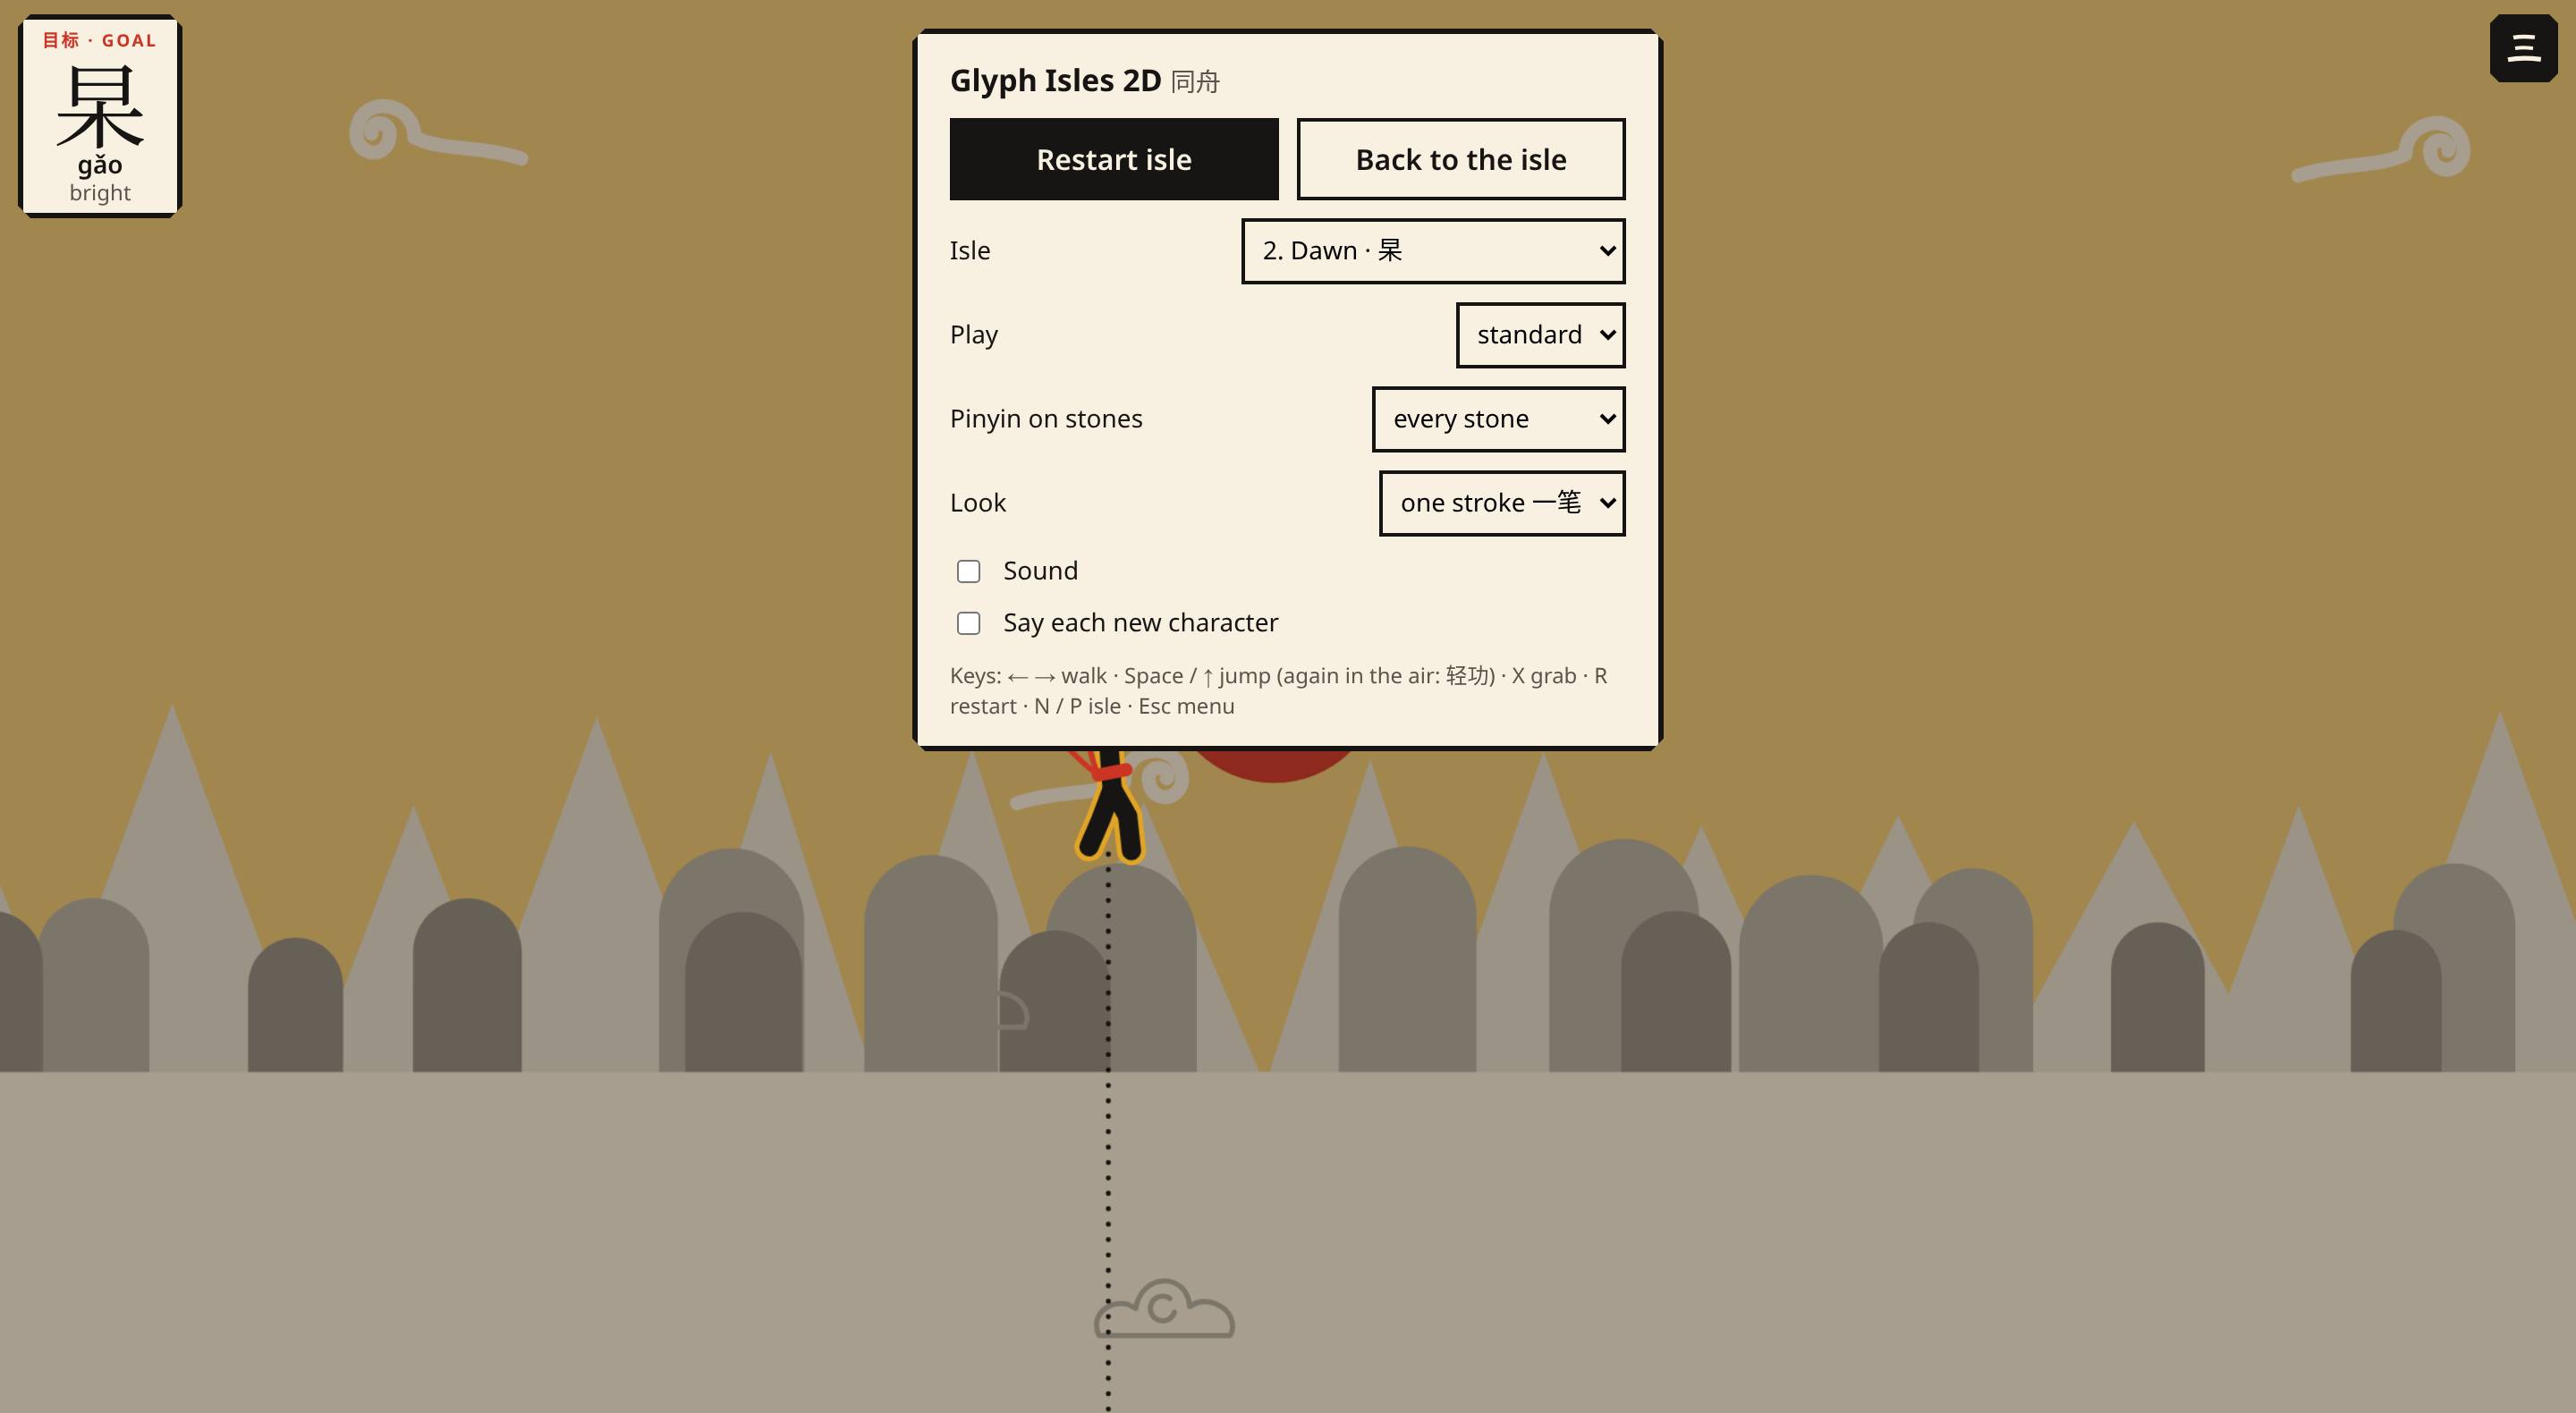 目标 · GOAL
杲
gǎo
bright
三
Glyph Isles 2D 同舟
Restart isle
Back to the isle
Isle
2. Dawn · 杲
Play
standard
Pinyin on stones
every stone
Look
one stroke 一笔
Sound
Say each new character
Keys: ← → walk · Space / ↑ jump (again in the air: 轻功) · X grab · R
restart · N / P isle · Esc menu